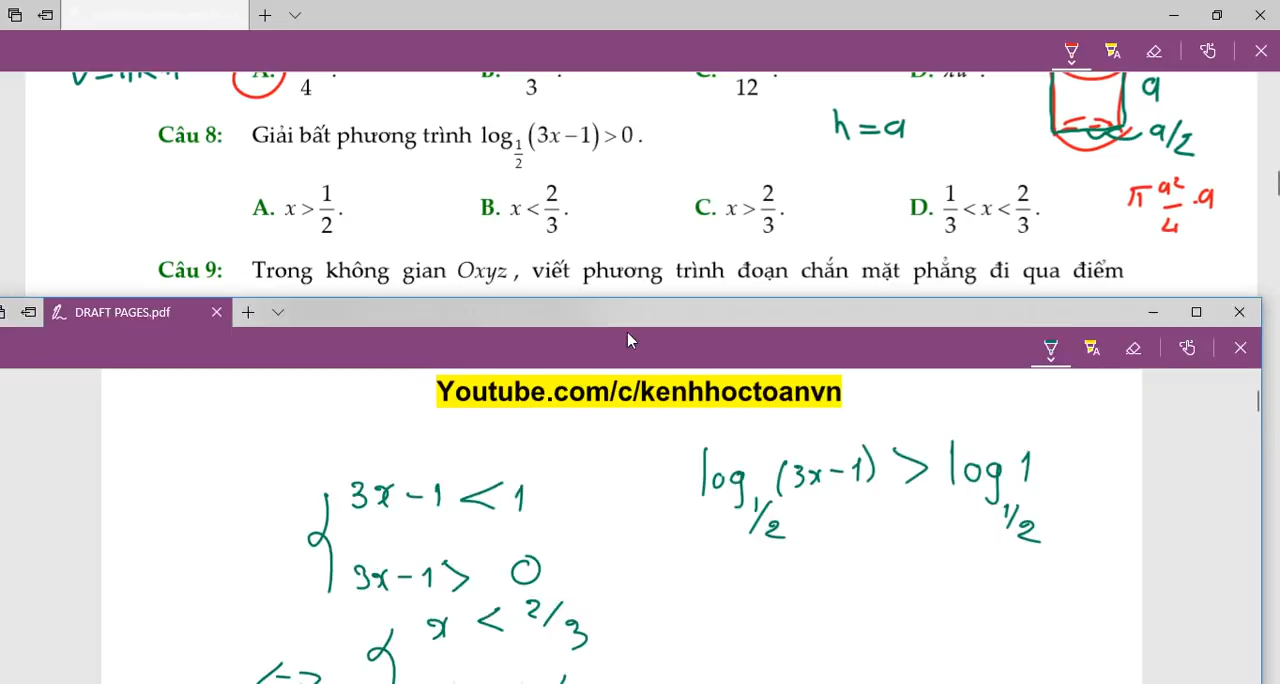 A. 4 . B. 3 . C. 12 . D.
a
h = a
a/2
Câu 8: Giải bất phương trình log_{1/2}(3x−1)>0.
A. x > 1/2. B. x < 2/3. C. x > 2/3. D. 1/3 < x < 2/3.
π a²/4 .a
Câu 9: Trong không gian Oxyz, viết phương trình đoạn chắn mặt phẳng đi qua điểm
DRAFT PAGES.pdf
Youtube.com/c/kenhhoctoanvn
log_{1/2} (3x−1) > log_{1/2} 1
3x − 1 < 1
3x − 1 > 0
x < 2/3